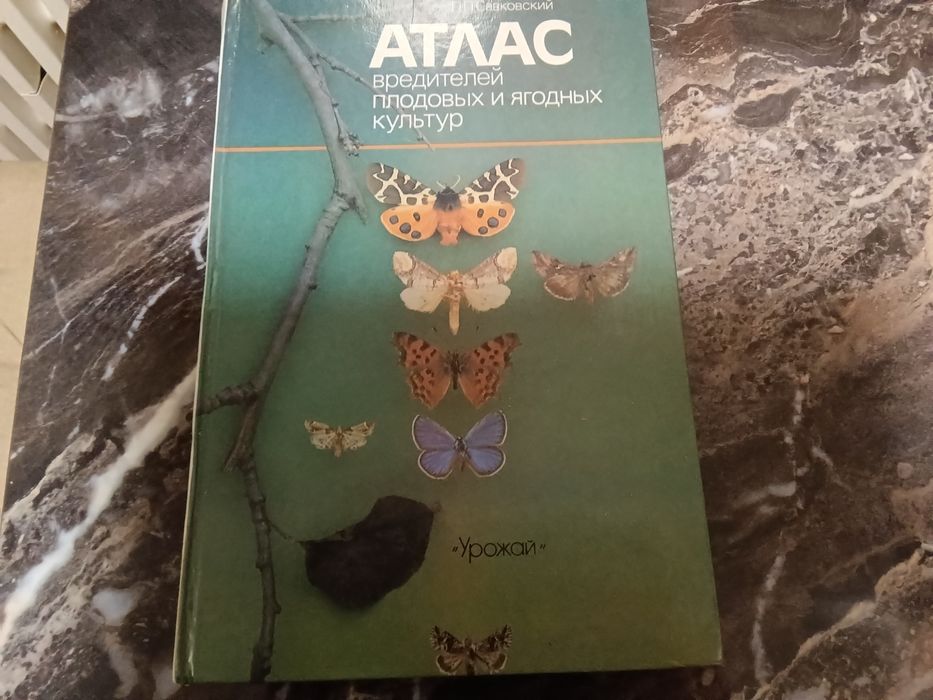 П.П.Савковский
АТЛАС
вредителей
плодовых и ягодных
культур
"Урожай"